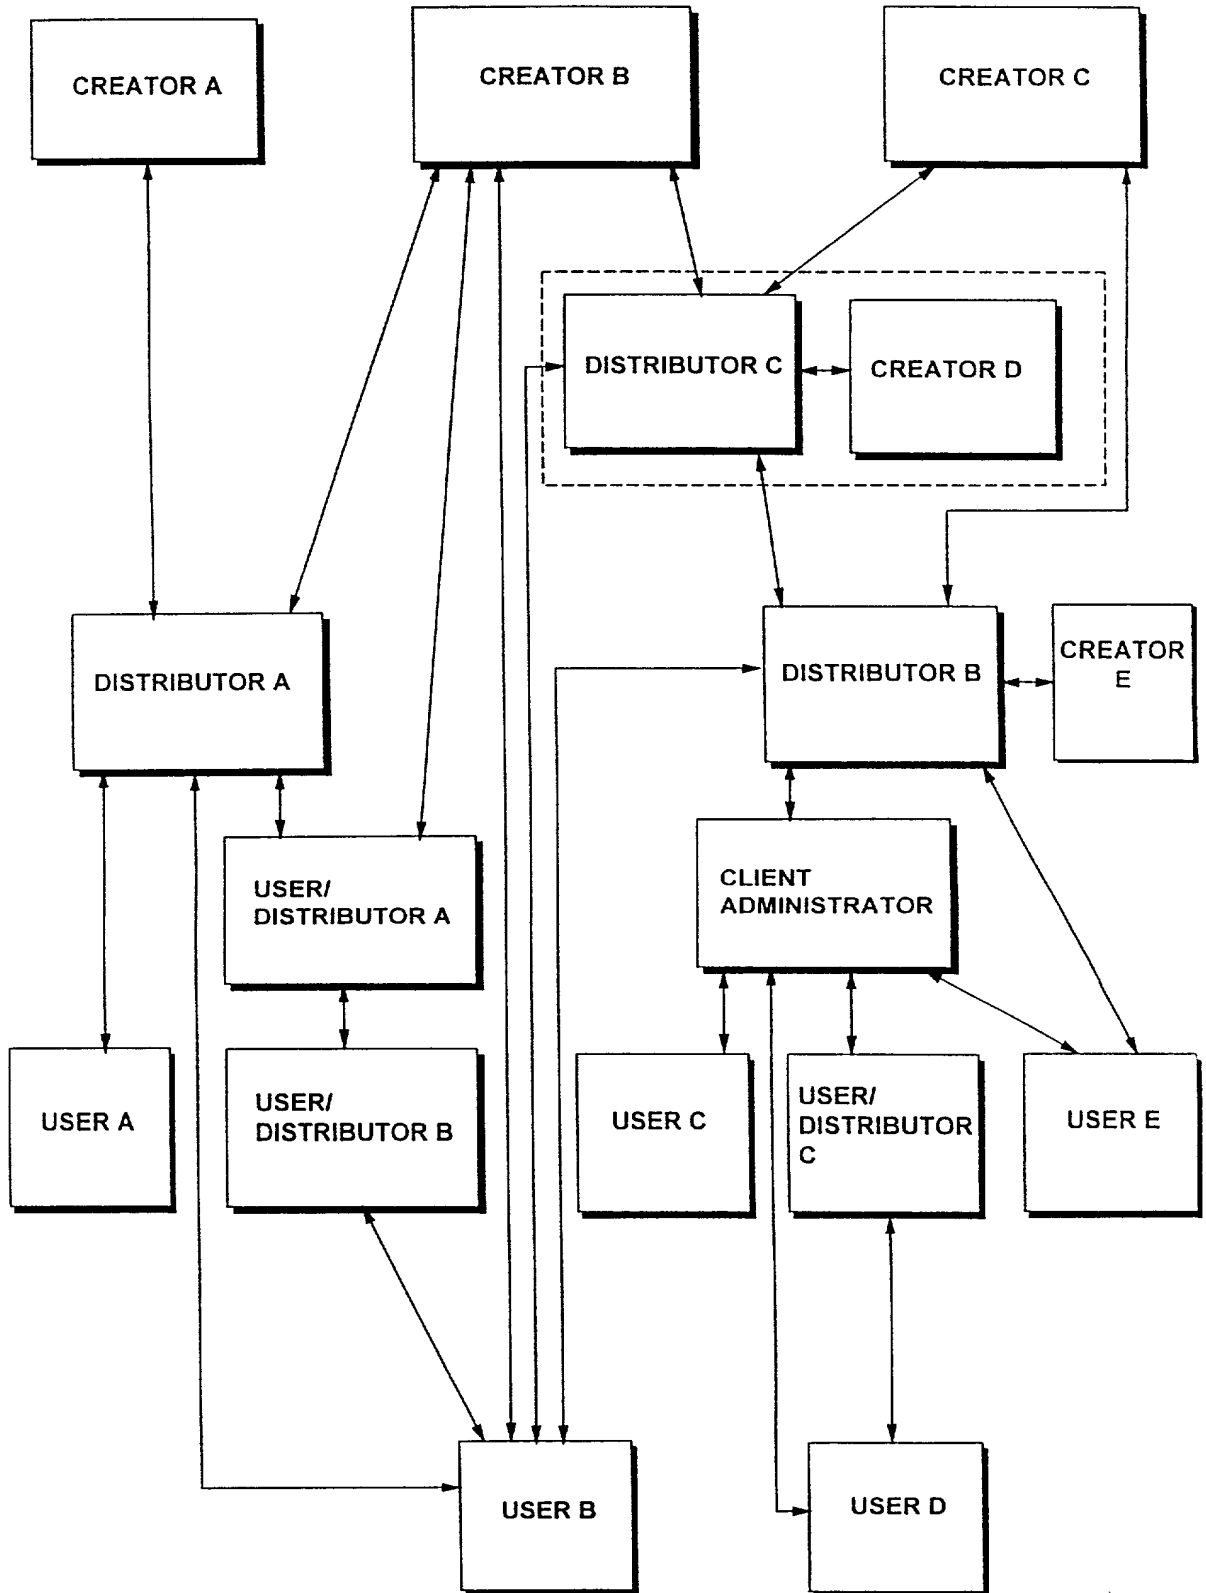 CREATOR A
CREATOR B
CREATOR C
DISTRIBUTOR C
CREATOR D
DISTRIBUTOR A
DISTRIBUTOR B
CREATOR
E
USER/
DISTRIBUTOR A
CLIENT
ADMINISTRATOR
USER A
USER/
DISTRIBUTOR B
USER C
USER/
DISTRIBUTOR
C
USER E
USER B
USER D